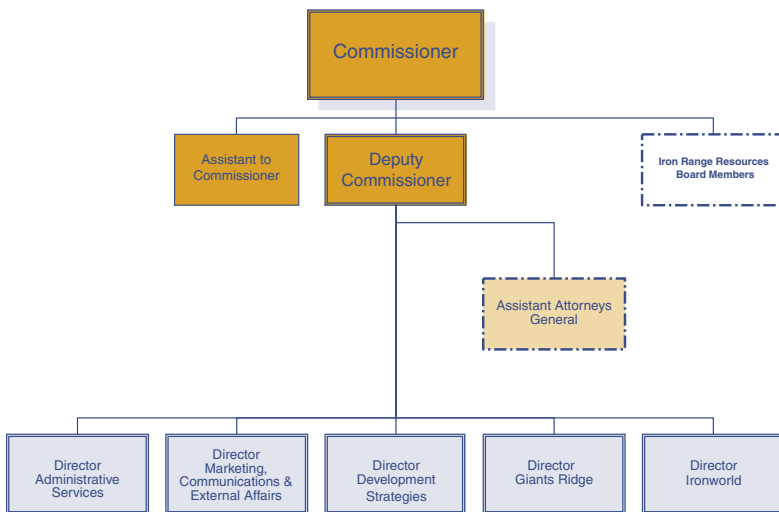 Commissioner
Assistant to
Commissioner
Deputy
Commissioner
Iron Range Resources
Board Members
Assistant Attorneys
General
Director
Administrative
Services
Director
Marketing,
Communications &
External Affairs
Director
Development
Strategies
Director
Giants Ridge
Director
Ironworld